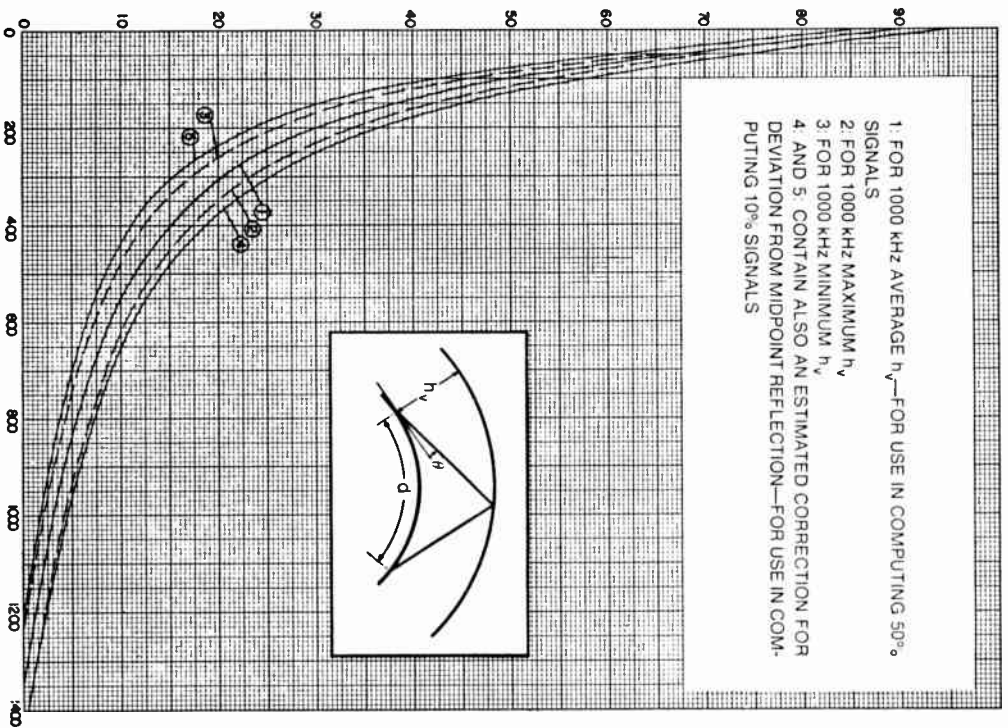 1: FOR 1000 kHz AVERAGE hv—FOR USE IN COMPUTING 50%
SIGNALS
2: FOR 1000 kHz MAXIMUM hv
3: FOR 1000 kHz MINIMUM hv
4: AND 5: CONTAIN ALSO AN ESTIMATED CORRECTION FOR
DEVIATION FROM MIDPOINT REFLECTION—FOR USE IN COM-
PUTING 10% SIGNALS
90
80
70
60
50
40
30
20
10
0
0
200
400
600
800
1000
1200
1400
3
5
1
2
4
hv
θ
d